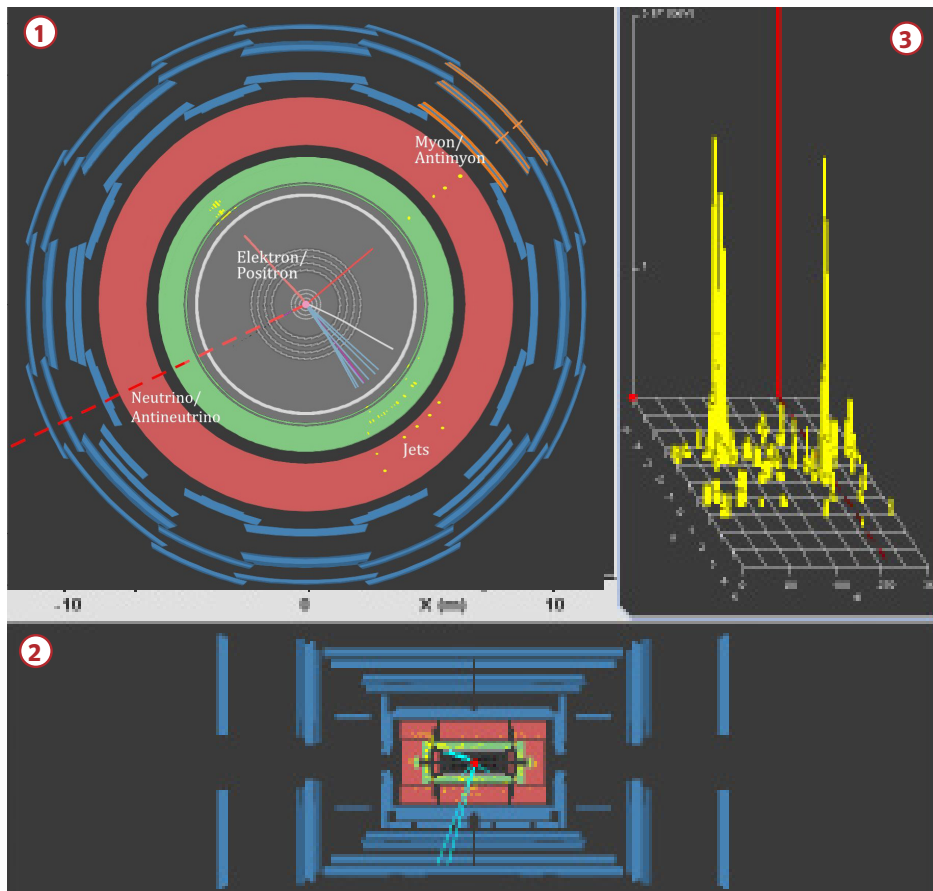 1
3
Myon/
Antimyon
Elektron/
Positron
Neutrino/
Antineutrino
Jets
-10
0
X (m)
10
2